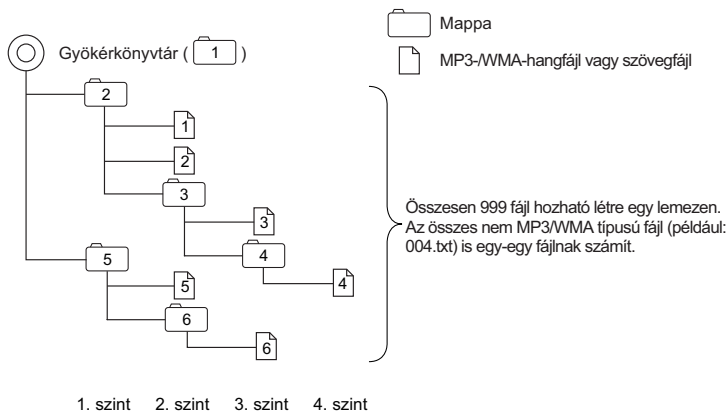 Gyökérkönyvtár ( 1 )
Mappa
MP3-/WMA-hangfájl vagy szövegfájl
2
1
2
3
3
4
4
5
5
6
6
Összesen 999 fájl hozható létre egy lemezen.
Az összes nem MP3/WMA típusú fájl (például:
004.txt) is egy-egy fájlnak számít.
1. szint 2. szint 3. szint 4. szint